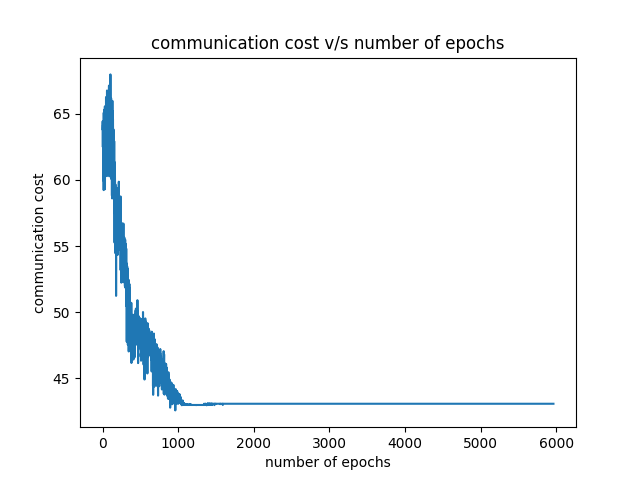 communication cost v/s number of epochs
communication cost
65
60
55
50
45
0 1000 2000 3000 4000 5000 6000
number of epochs